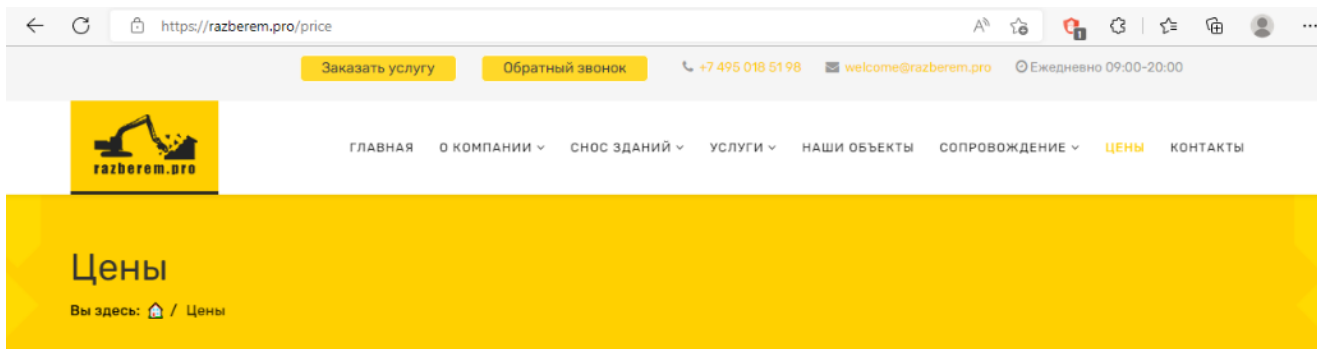 https://razberem.pro/price
Заказать услугу Обратный звонок +7 495 018 51 98 welcome@razberem.pro Ежедневно 09:00-20:00
razberem.pro ГЛАВНАЯ О КОМПАНИИ СНОС ЗДАНИЙ УСЛУГИ НАШИ ОБЪЕКТЫ СОПРОВОЖДЕНИЕ ЦЕНЫ КОНТАКТЫ
Цены
Вы здесь: / Цены